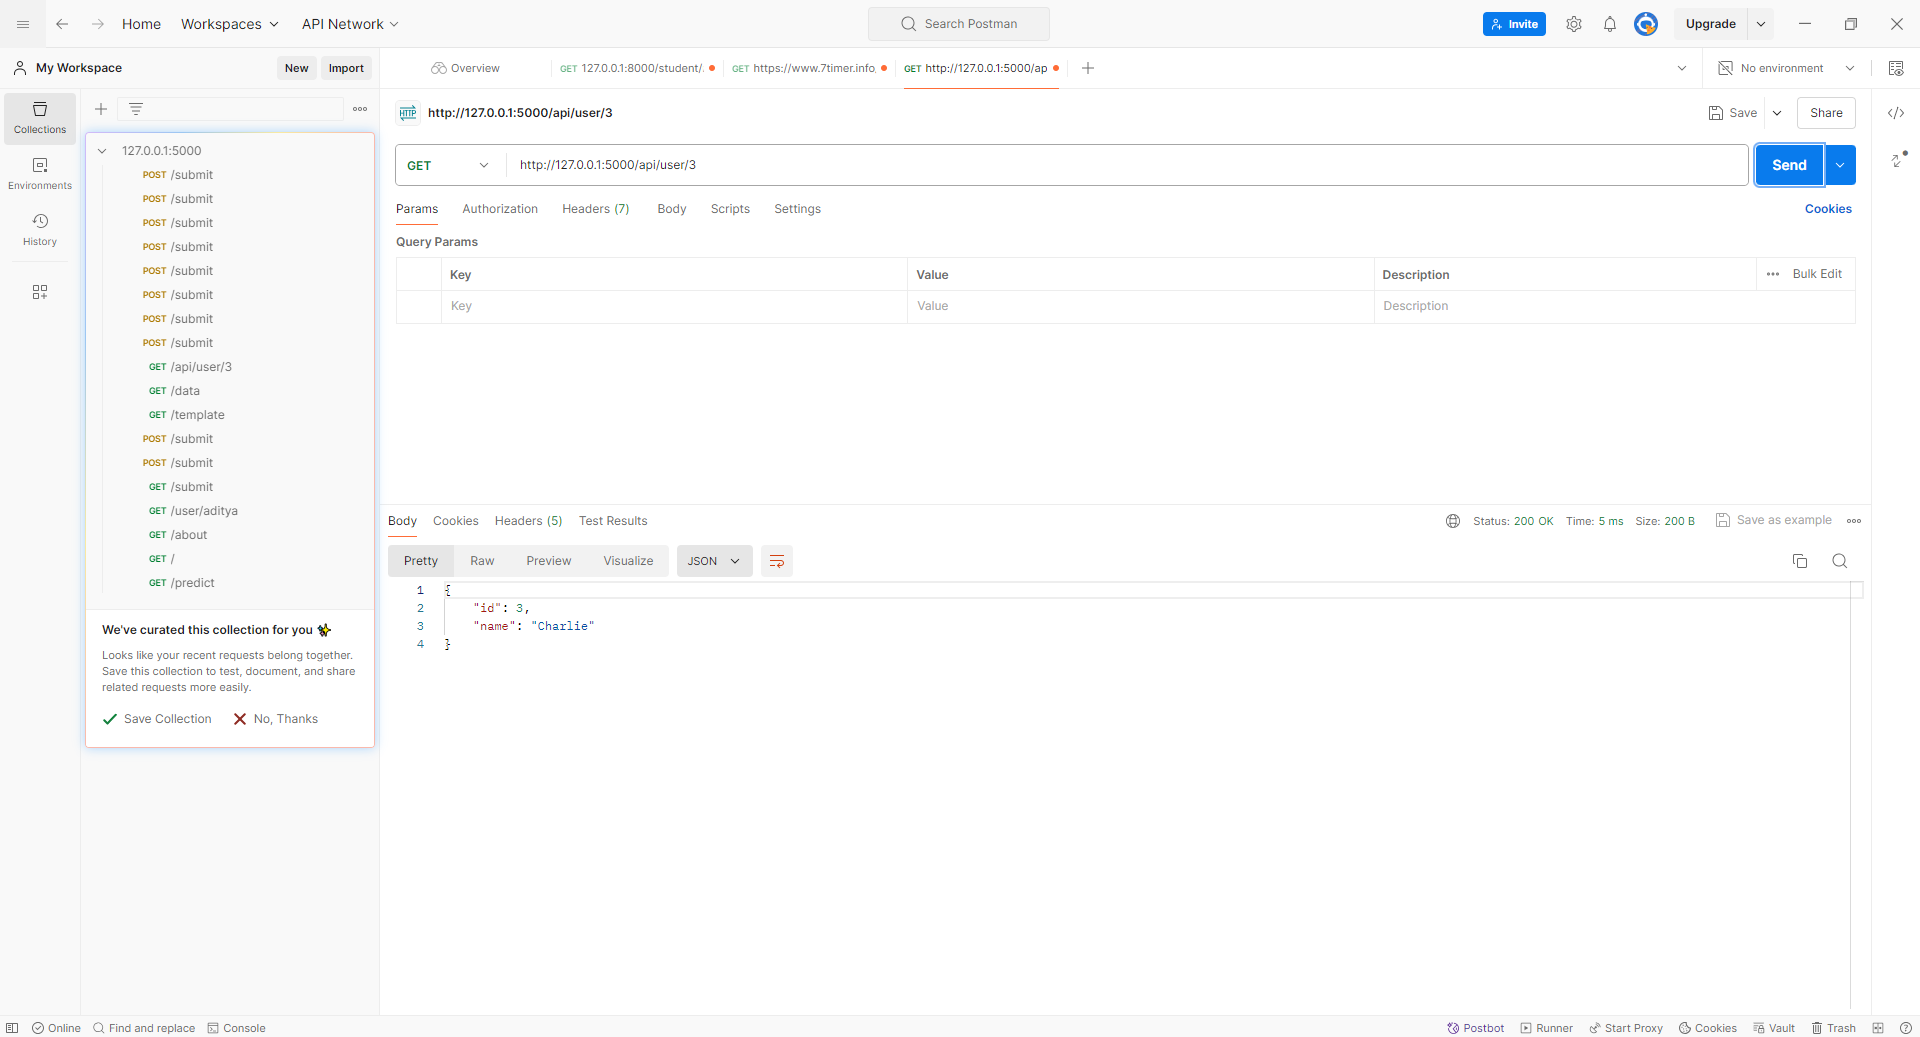 Home Workspaces API Network Search Postman Invite Upgrade
My Workspace New Import Overview GET 127.0.0.1:8000/student/. GET https://www.7timer.info. GET http://127.0.0.1:5000/ap No environment
Collections
Environments
History
127.0.0.1:5000
POST /submit
POST /submit
POST /submit
POST /submit
POST /submit
POST /submit
POST /submit
POST /submit
GET /api/user/3
GET /data
GET /template
POST /submit
POST /submit
GET /submit
GET /user/aditya
GET /about
GET /
GET /predict
We've curated this collection for you
Looks like your recent requests belong together.
Save this collection to test, document, and share
related requests more easily.
Save Collection No, Thanks
HTTP http://127.0.0.1:5000/api/user/3 Save Share
GET http://127.0.0.1:5000/api/user/3 Send
Params Authorization Headers (7) Body Scripts Settings Cookies
Query Params
Key Value Description Bulk Edit
Key Value Description
Body Cookies Headers (5) Test Results Status: 200 OK Time: 5 ms Size: 200 B Save as example
Pretty Raw Preview Visualize JSON
1 {
2 "id": 3,
3 "name": "Charlie"
4 }
Online Find and replace Console Postbot Runner Start Proxy Cookies Vault Trash